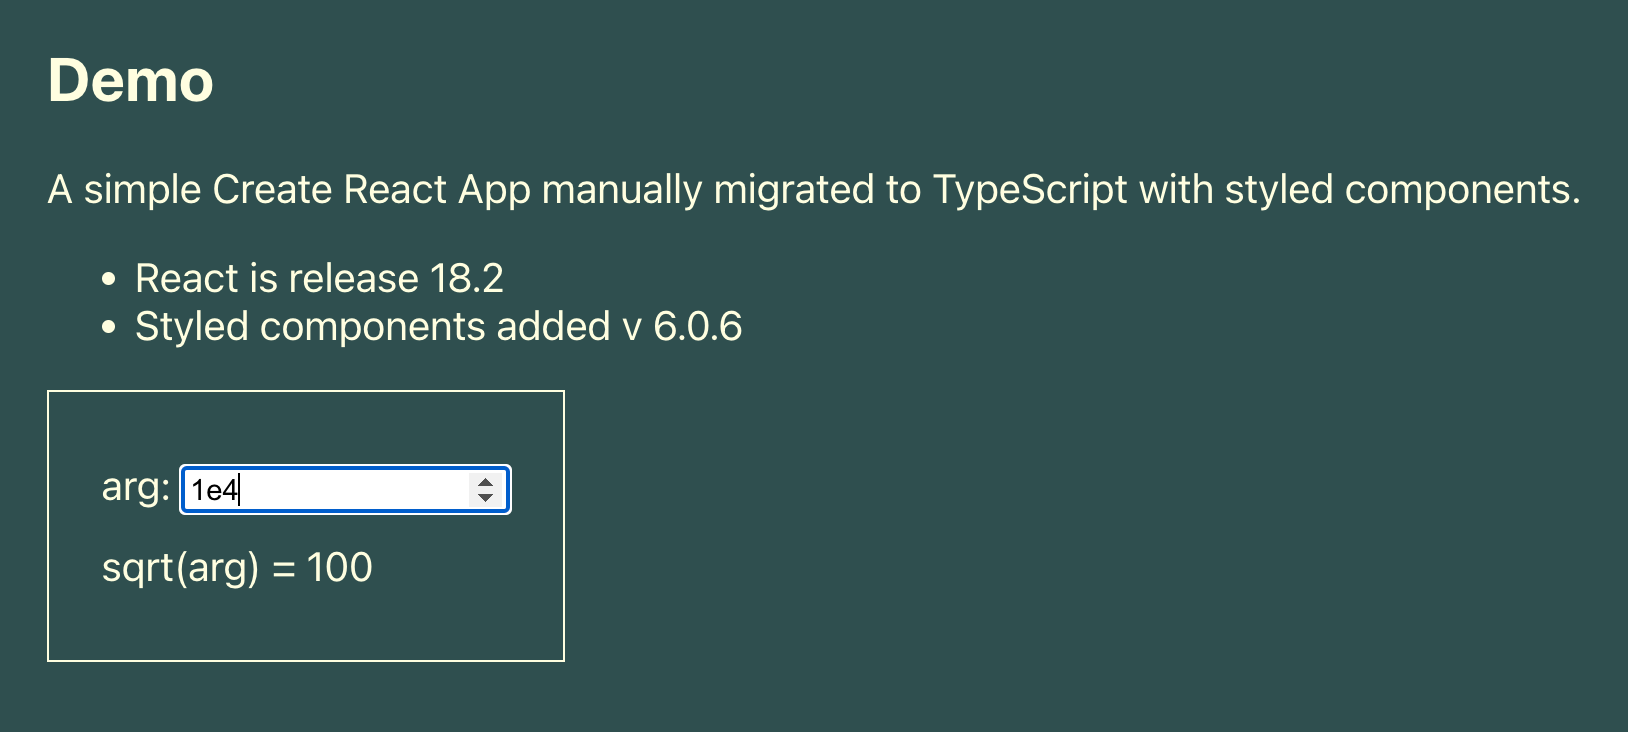 Demo
A simple Create React App manually migrated to TypeScript with styled components.
• React is release 18.2
• Styled components added v 6.0.6
arg: 1e4
sqrt(arg) = 100